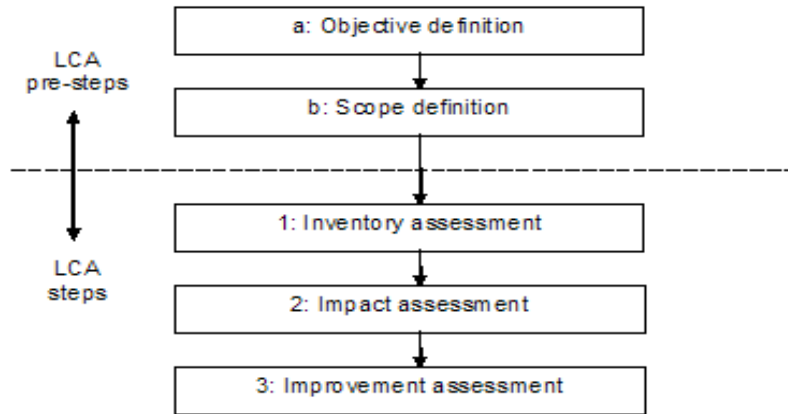 a: Objective definition
LCA
pre-steps
b: Scope definition
1: Inventory assessment
LCA
steps
2: Impact assessment
3: Improvement assessment